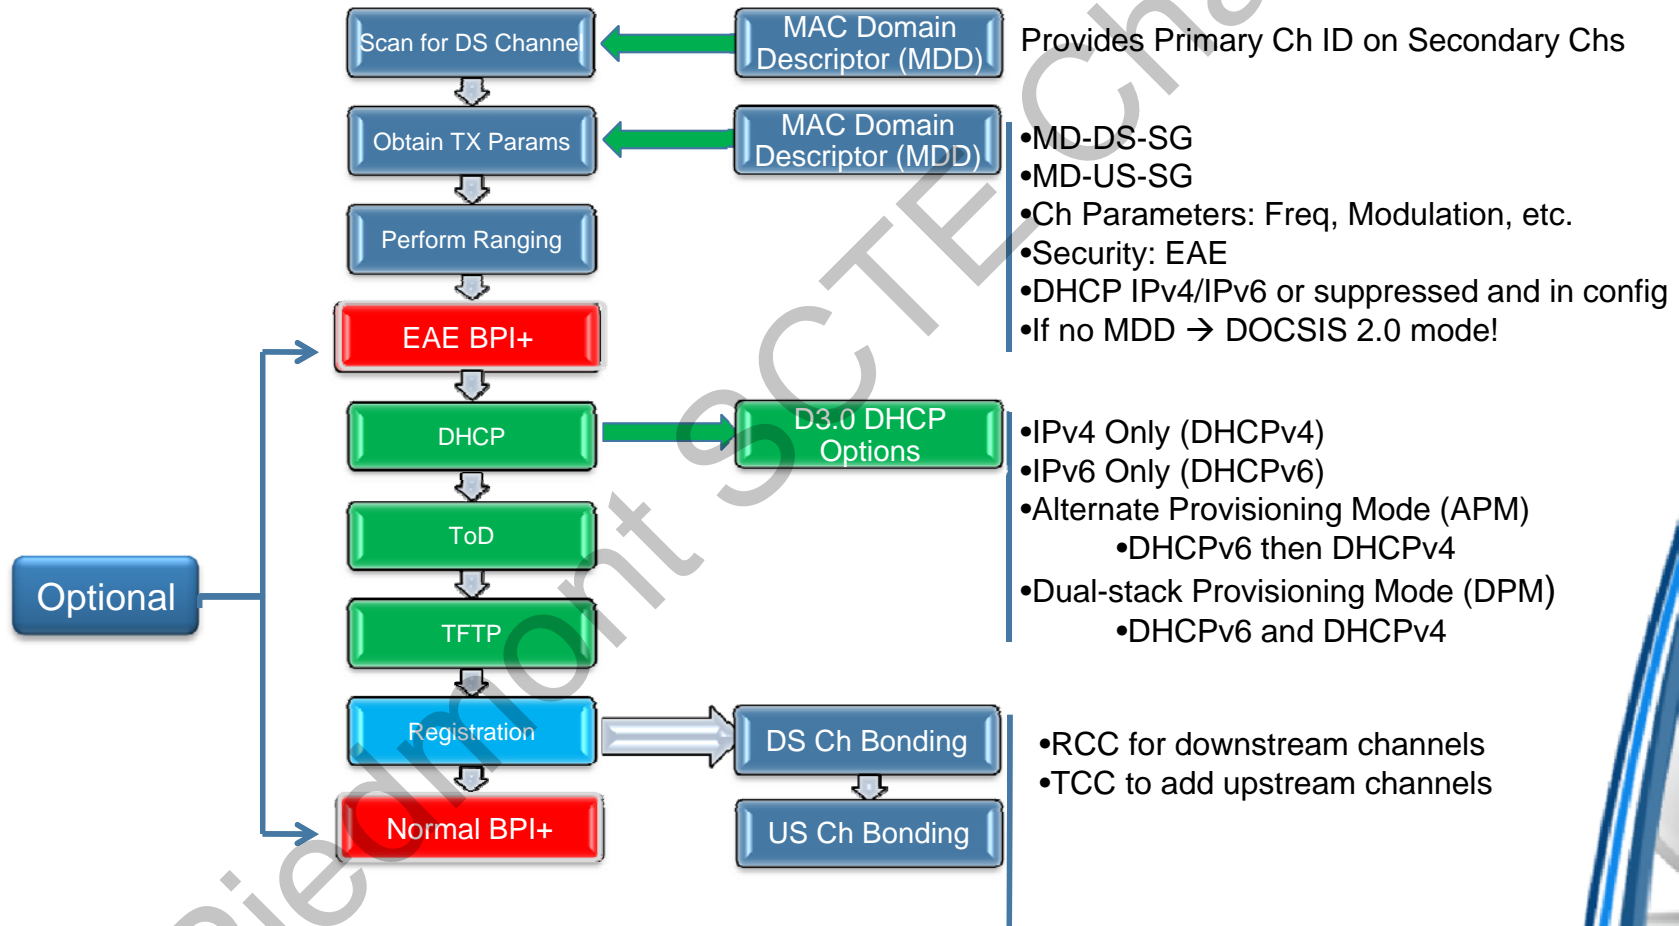 Scan for DS Channel
MAC Domain
Descriptor (MDD)
Provides Primary Ch ID on Secondary Chs
Obtain TX Params
MAC Domain
Descriptor (MDD)
•MD-DS-SG
•MD-US-SG
•Ch Parameters: Freq, Modulation, etc.
•Security: EAE
•DHCP IPv4/IPv6 or suppressed and in config
•If no MDD → DOCSIS 2.0 mode!
Perform Ranging
EAE BPI+
DHCP
D3.0 DHCP
Options
•IPv4 Only (DHCPv4)
•IPv6 Only (DHCPv6)
•Alternate Provisioning Mode (APM)
•DHCPv6 then DHCPv4
•Dual-stack Provisioning Mode (DPM)
•DHCPv6 and DHCPv4
ToD
Optional
TFTP
Registration
DS Ch Bonding
•RCC for downstream channels
•TCC to add upstream channels
Normal BPI+
US Ch Bonding
Piedmont SCTE Cha